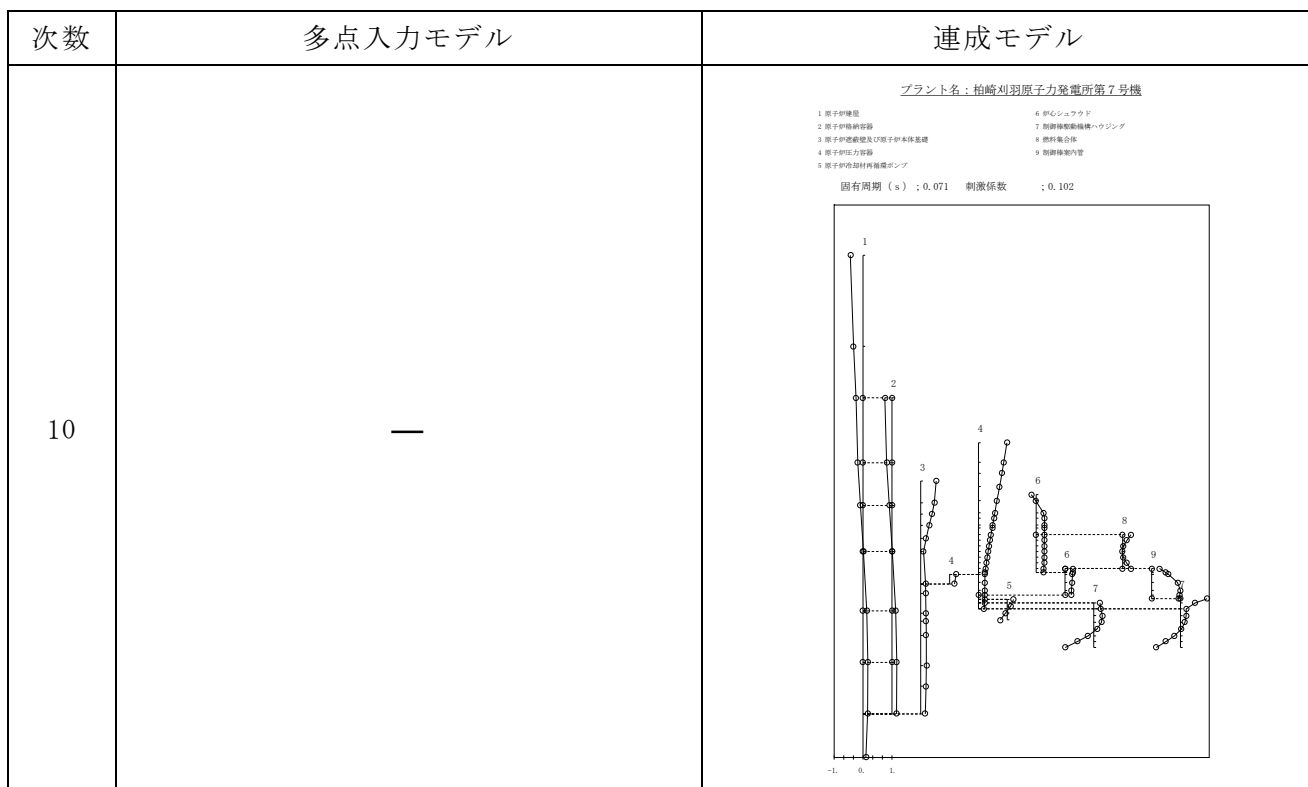 次数 多点入力モデル 連成モデル
10 —
プラント名：柏崎刈羽原子力発電所第７号機
1 原子炉建屋 6 炉心シュラウド
2 原子炉格納容器 7 制御棒駆動機構ハウジング
3 原子炉遮蔽壁及び原子炉本体基礎 8 燃料集合体
4 原子炉圧力容器 9 制御棒案内管
5 原子炉冷却材再循環ポンプ
固有周期（ｓ）；0.071 刺激係数 ；0.102
1
2
4
3
6
8
4 6 9
5 7 7
-1. 0. 1.